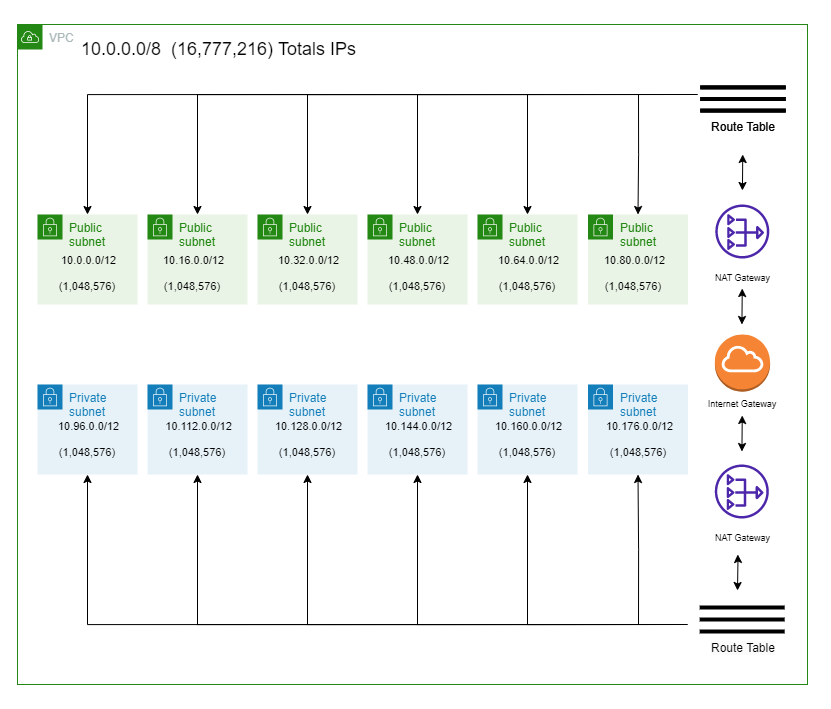 VPC
10.0.0.0/8 (16,777,216) Totals IPs
Route Table
Public
subnet
10.0.0.0/12
(1,048,576)
Public
subnet
10.16.0.0/12
(1,048,576)
Public
subnet
10.32.0.0/12
(1,048,576)
Public
subnet
10.48.0.0/12
(1,048,576)
Public
subnet
10.64.0.0/12
(1,048,576)
Public
subnet
10.80.0.0/12
(1,048,576)
NAT Gateway
Internet Gateway
Private
subnet
10.96.0.0/12
(1,048,576)
Private
subnet
10.112.0.0/12
(1,048,576)
Private
subnet
10.128.0.0/12
(1,048,576)
Private
subnet
10.144.0.0/12
(1,048,576)
Private
subnet
10.160.0.0/12
(1,048,576)
Private
subnet
10.176.0.0/12
(1,048,576)
NAT Gateway
Route Table